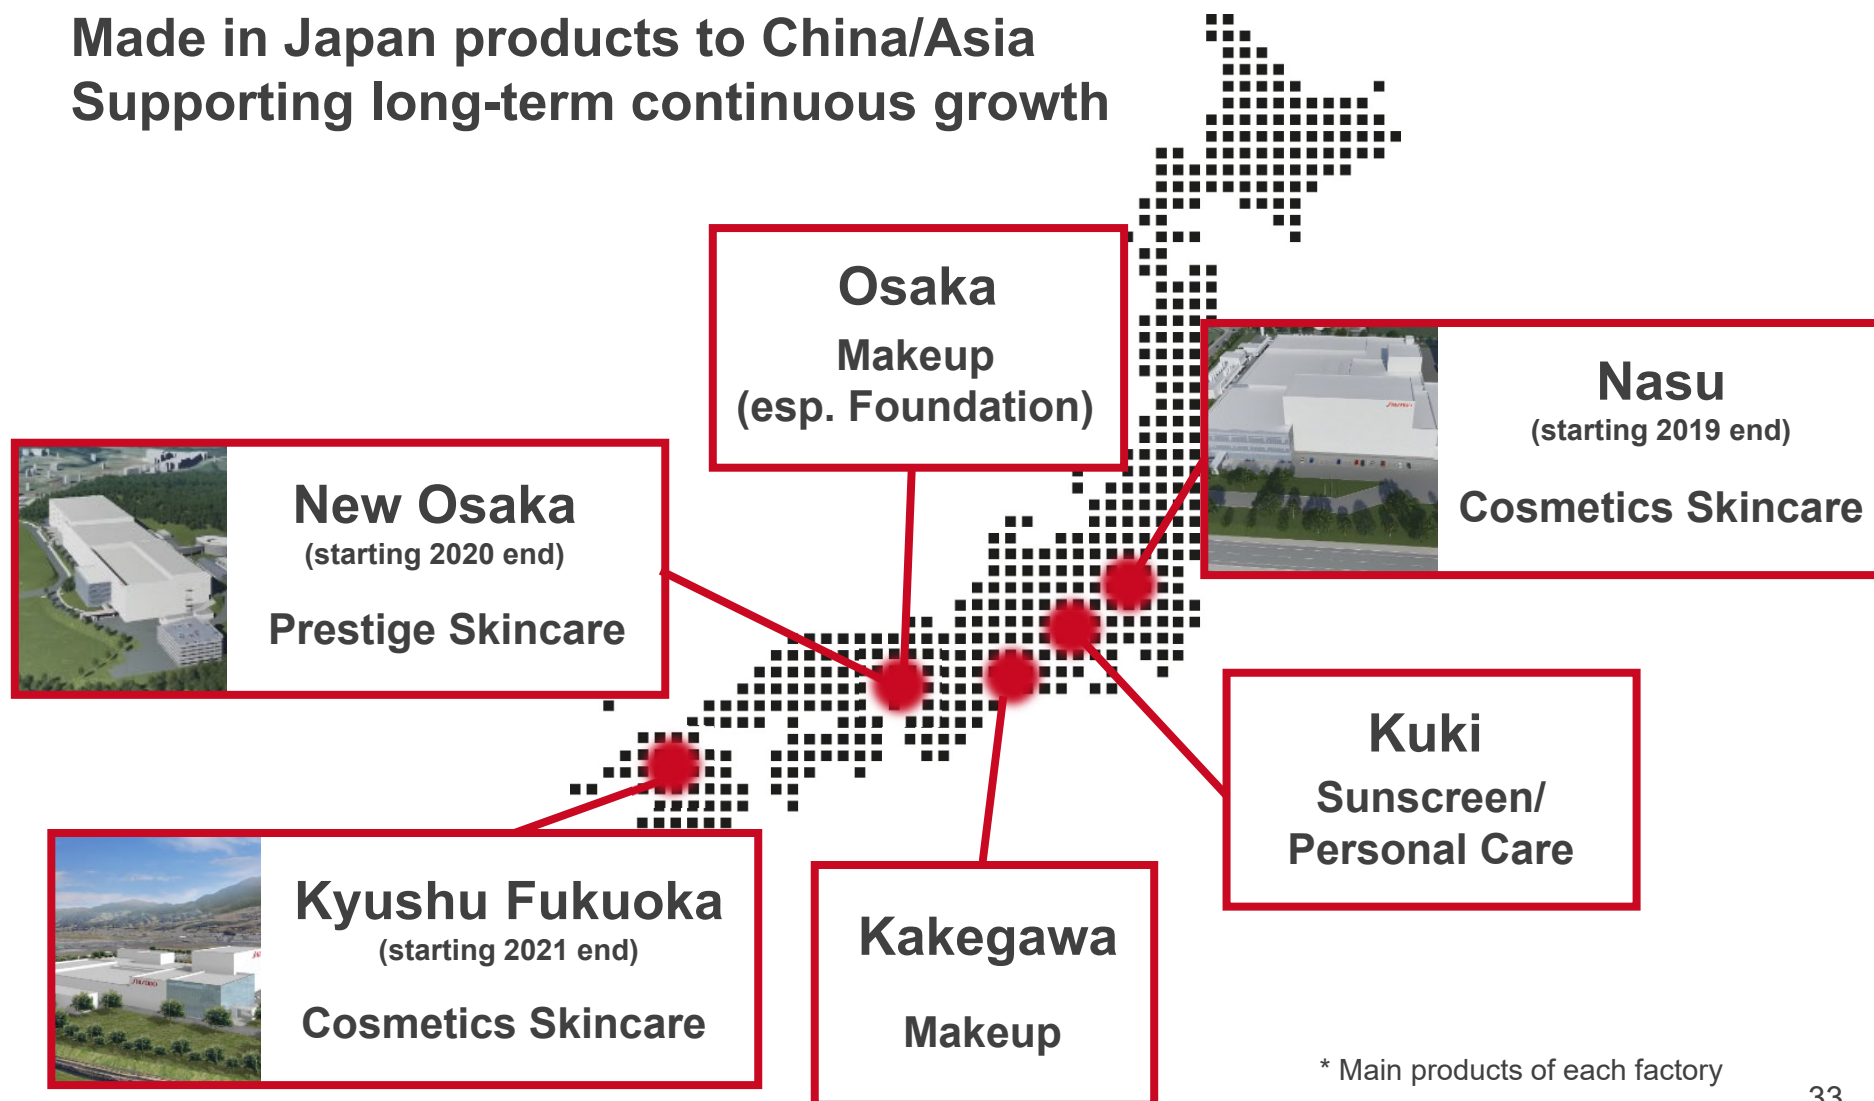 Made in Japan products to China/Asia
Supporting long-term continuous growth
Osaka
Makeup
(esp. Foundation)
Nasu
(starting 2019 end)
Cosmetics Skincare
New Osaka
(starting 2020 end)
Prestige Skincare
Kuki
Sunscreen/
Personal Care
Kyushu Fukuoka
(starting 2021 end)
Cosmetics Skincare
Kakegawa
Makeup
* Main products of each factory
33